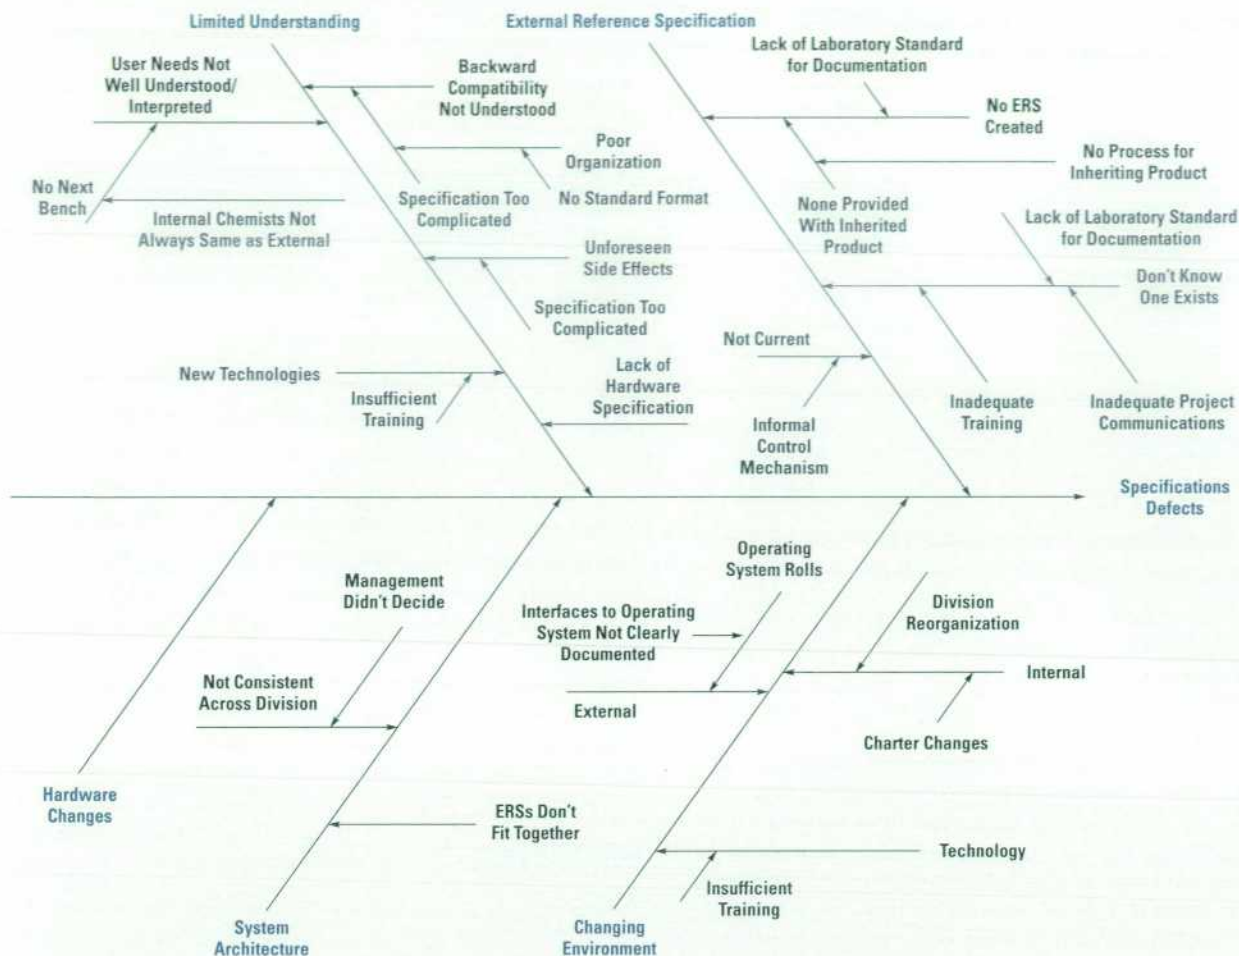 Limited Understanding
External Reference Specification
User Needs Not
Well Understood/
Interpreted
Backward
Compatibility
Not Understood
Lack of Laboratory Standard
for Documentation
No ERS
Created
Poor
Organization
No Process for
Inheriting Product
No Next
Bench
Internal Chemists Not
Always Same as External
Specification Too
Complicated
No Standard Format
None Provided
With Inherited
Product
Lack of Laboratory Standard
for Documentation
Unforeseen
Side Effects
Don't Know
One Exists
Specification Too
Complicated
Not Current
New Technologies
Insufficient
Training
Lack of
Hardware
Specification
Informal
Control
Mechanism
Inadequate
Training
Inadequate Project
Communications
Specifications
Defects
Management
Didn't Decide
Operating
System Rolls
Interfaces to Operating
System Not Clearly
Documented
Division
Reorganization
Not Consistent
Across Division
External
Internal
Charter Changes
Hardware
Changes
ERSs Don't
Fit Together
Technology
Insufficient
Training
System
Architecture
Changing
Environment